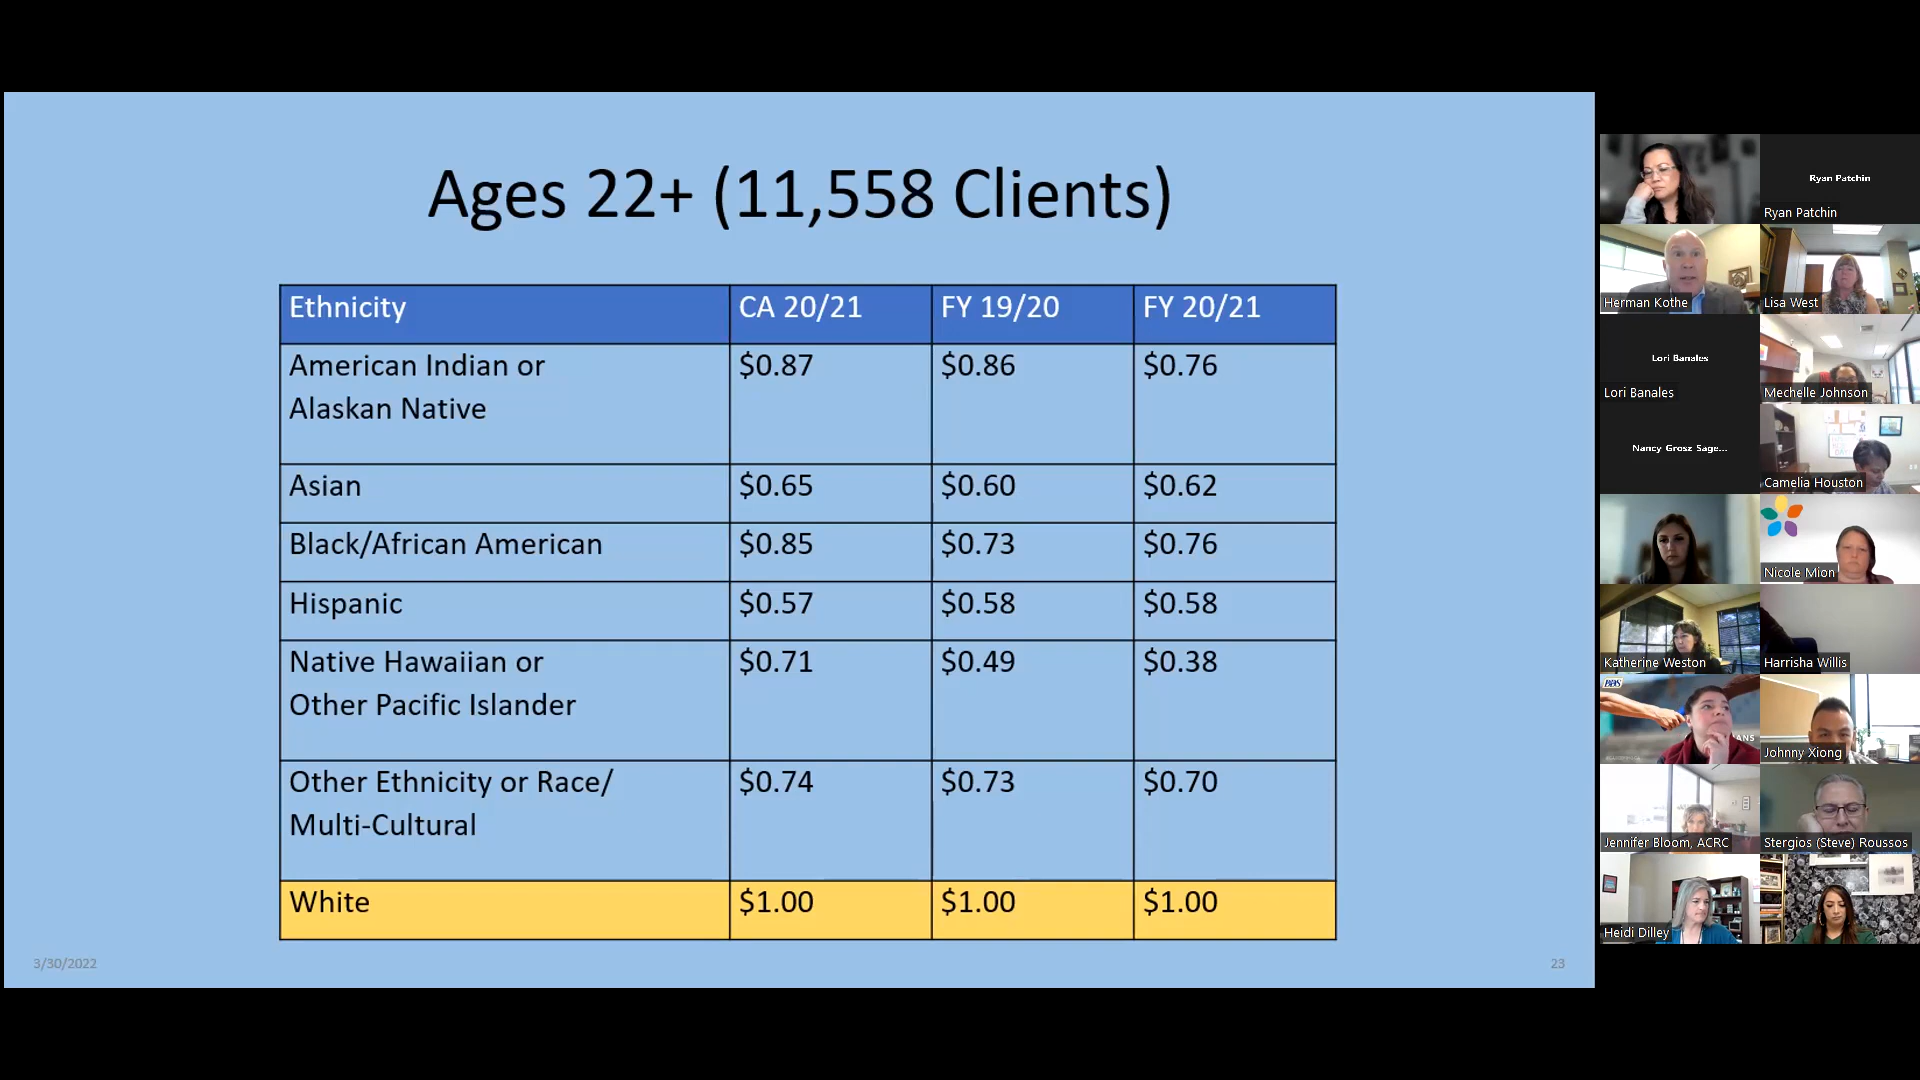 Ages 22+ (11,558 Clients)
Ethnicity CA 20/21 FY 19/20 FY 20/21
American Indian or $0.87 $0.86 $0.76
Alaskan Native
Asian $0.65 $0.60 $0.62
Black/African American $0.85 $0.73 $0.76
Hispanic $0.57 $0.58 $0.58
Native Hawaiian or $0.71 $0.49 $0.38
Other Pacific Islander
Other Ethnicity or Race/ $0.74 $0.73 $0.70
Multi-Cultural
White $1.00 $1.00 $1.00
3/30/2022 23
Ryan Patchin
Ryan Patchin
Herman Kothe Lisa West
Lori Banales
Lori Banales Mechelle Johnson
Nancy Grosz Sage...
Camelia Houston
Nicole Mion
Katherine Weston Harrisha Willis
BBS
ANS
Johnny Xiong
Jennifer Bloom, ACRC Stergios (Steve) Roussos
Heidi Dilley